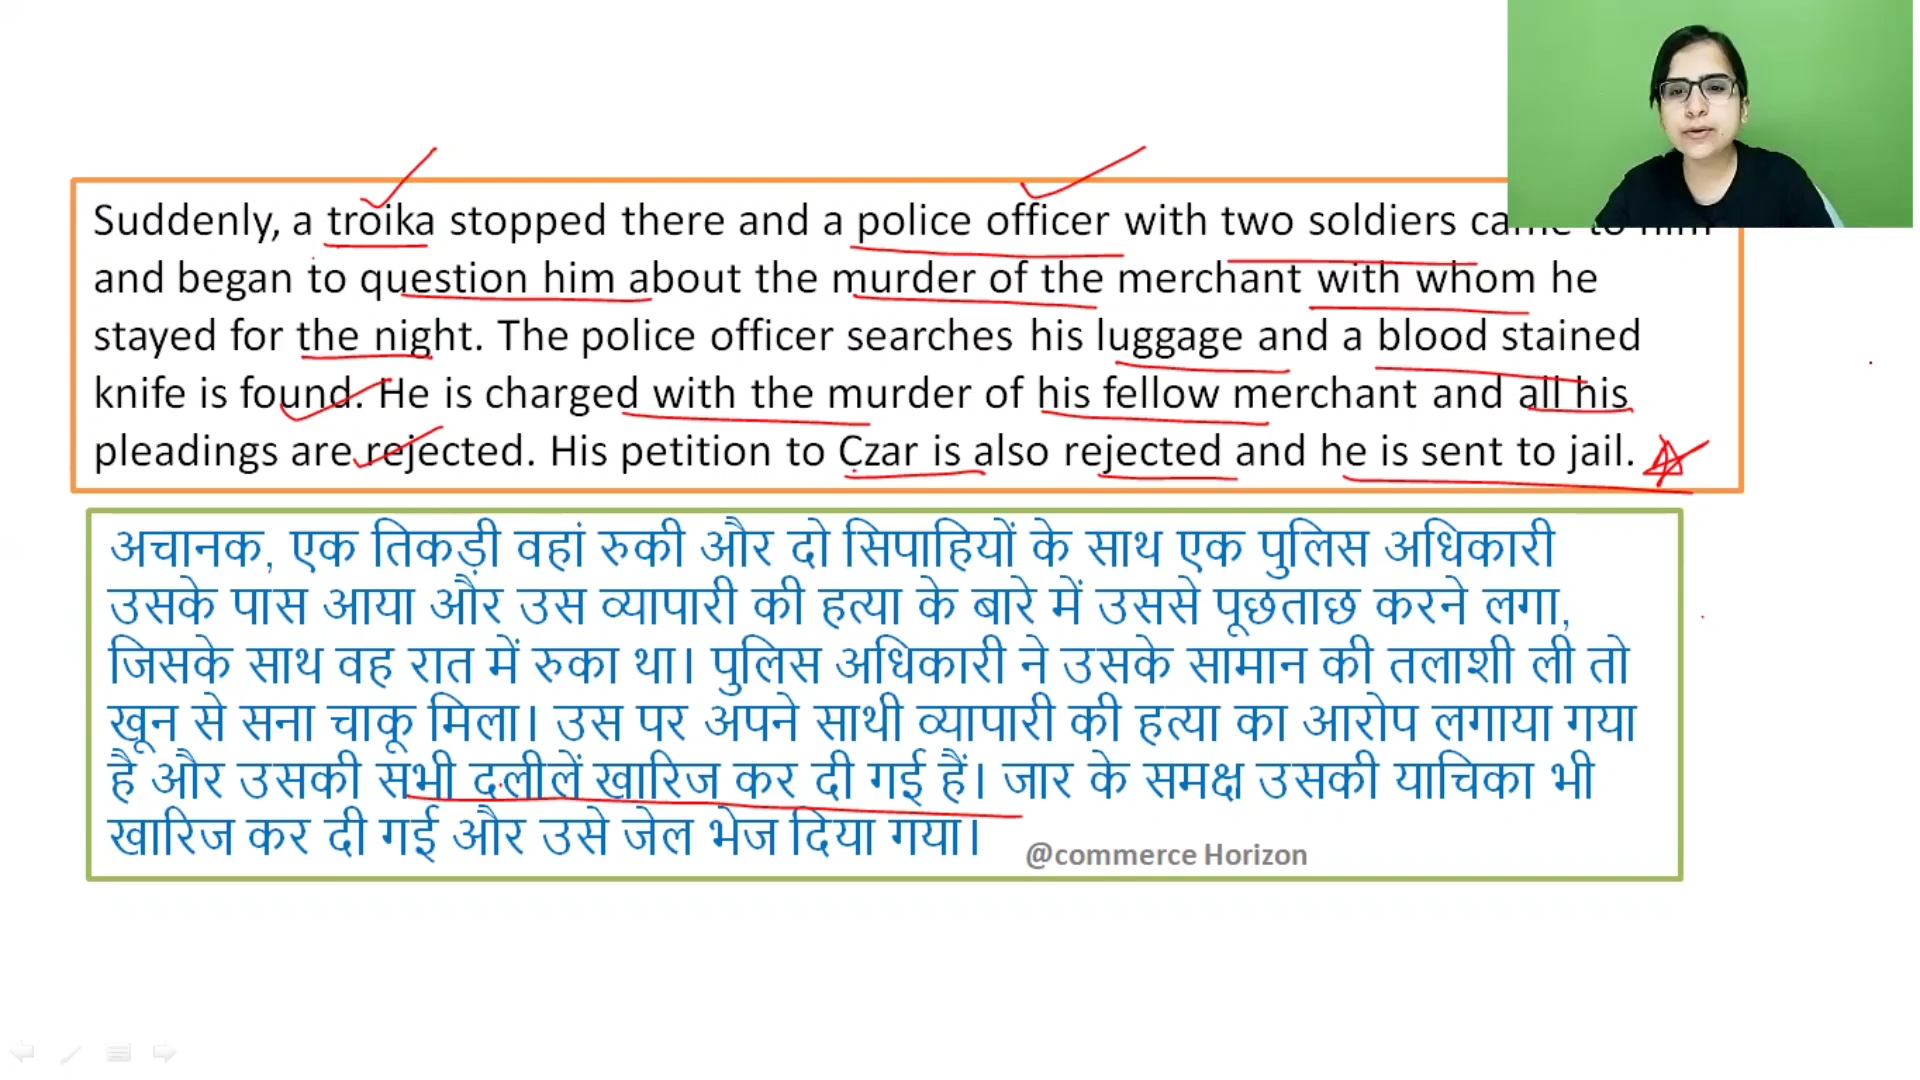 Suddenly, a troika stopped there and a police officer with two soldiers came to him
and began to question him about the murder of the merchant with whom he
stayed for the night. The police officer searches his luggage and a blood stained
knife is found. He is charged with the murder of his fellow merchant and all his
pleadings are rejected. His petition to Czar is also rejected and he is sent to jail.
अचानक, एक तिकड़ी वहां रुकी और दो सिपाहियों के साथ एक पुलिस अधिकारी
उसके पास आया और उस व्यापारी की हत्या के बारे में उससे पूछताछ करने लगा,
जिसके साथ वह रात में रुका था। पुलिस अधिकारी ने उसके सामान की तलाशी ली तो
खून से सना चाकू मिला। उस पर अपने साथी व्यापारी की हत्या का आरोप लगाया गया
है और उसकी सभी दलीलें खारिज कर दी गई हैं। जार के समक्ष उसकी याचिका भी
खारिज कर दी गई और उसे जेल भेज दिया गया।
@commerce Horizon